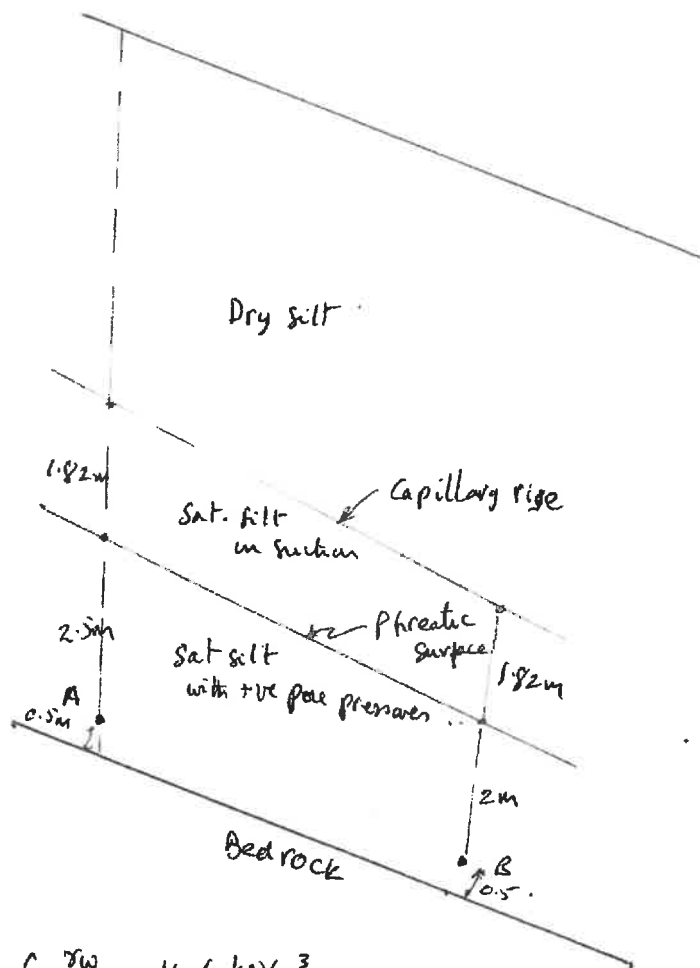 Dry silt
1.82m
Capillary rise
Sat. silt
in suction
Phreatic
surface
2.5m
1.82m
Sat silt
with +ve pore pressures
A
0.5m
2m
Bedrock
B
0.5.